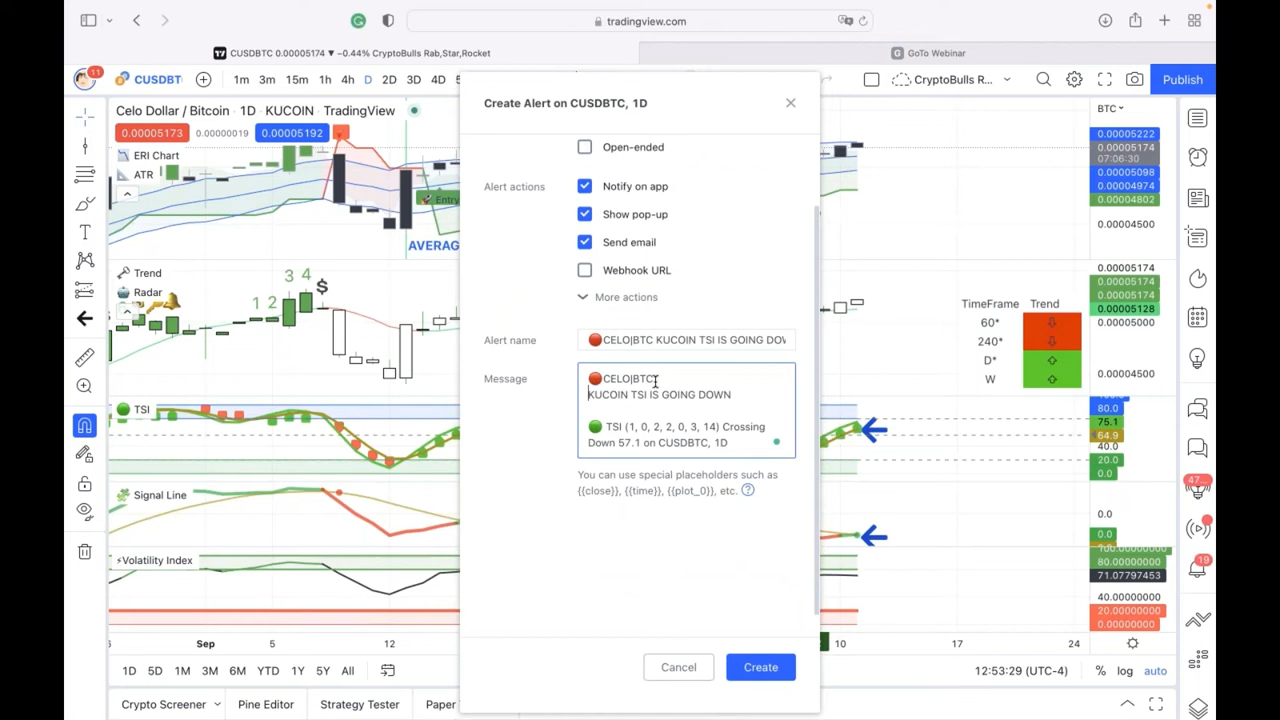 tradingview.com
CUSDBTC 0.00005174 ▼ −0.44% CryptoBulls Rab,Star,Rocket
GoTo Webinar
11
CUSDBT
1m 3m 15m 1h 4h D 2D 3D 4D
CryptoBulls R...
Publish
Create Alert on CUSDBTC, 1D
Celo Dollar / Bitcoin · 1D · KUCOIN · TradingView
BTC
0.00005173 0.00000019 0.00005192
ERI Chart
ATR
Entry
AVERAG
0.00005222
0.00005174
07:06:30
0.00005098
0.00004974
0.00004802
0.00004500
Open-ended
Alert actions
Notify on app
Show pop-up
Send email
Webhook URL
More actions
Trend
Radar
1 2 3 4 $
0.00005174
0.00005174
0.00005174
0.00005128
0.00005000
0.00004500
TimeFrame Trend
60*
240*
D*
W
Alert name
🔴CELO|BTC KUCOIN TSI IS GOING DOV
Message
🔴CELO|BTC
KUCOIN TSI IS GOING DOWN
🟢 TSI (1, 0, 2, 2, 0, 3, 14) Crossing
Down 57.1 on CUSDBTC, 1D
You can use special placeholders such as
{{close}}, {{time}}, {{plot_0}}, etc.
TSI
80.0
75.1
64.9
40.0
20.0
0.0
Signal Line
0.0
0.0
47...
⚡Volatility Index
100.00000000
80.00000000
71.07797453
40.00000000
20.00000000
0.00000000
19
Sep 5 12 10 17 24
Cancel
Create
1D 5D 1M 3M 6M YTD 1Y 5Y All
12:53:29 (UTC-4)
% log auto
Crypto Screener Pine Editor Strategy Tester Paper